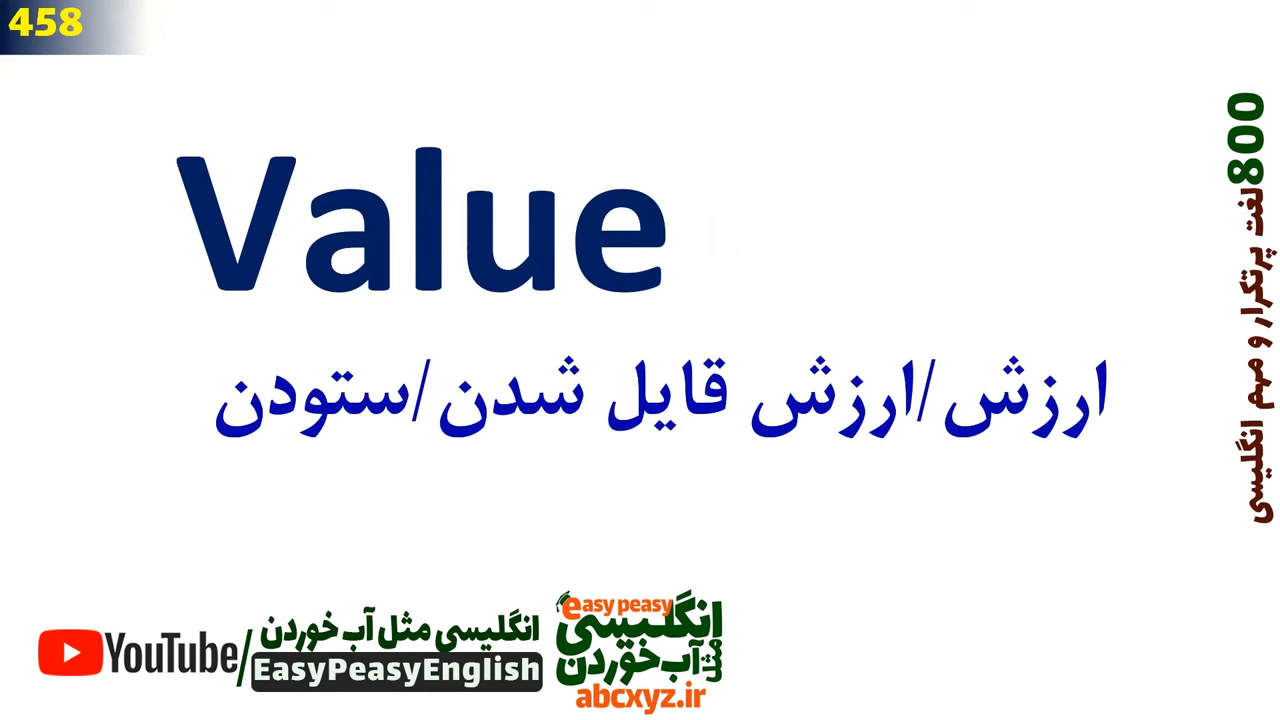 458
Value
ارزش/ارزش قایل شدن/ستودن
800 لغت پرتکرار و مهم انگلیسی
YouTube/
انگلیسی مثل آب خوردن
EasyPeasyEnglish
easy peasy
انگلیسی
مثل آب خوردن
abcxyz.ir